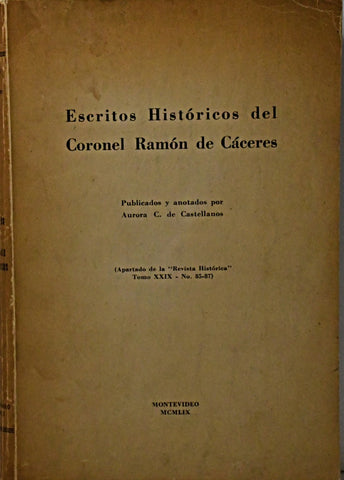 Escritos Históricos del
Coronel Ramón de Cáceres
Publicados y anotados por
Aurora C. de Castellanos
(Apartado de la "Revista Histórica"
Tomo XXIX - No. 85-87)
MONTEVIDEO
MCMLIX